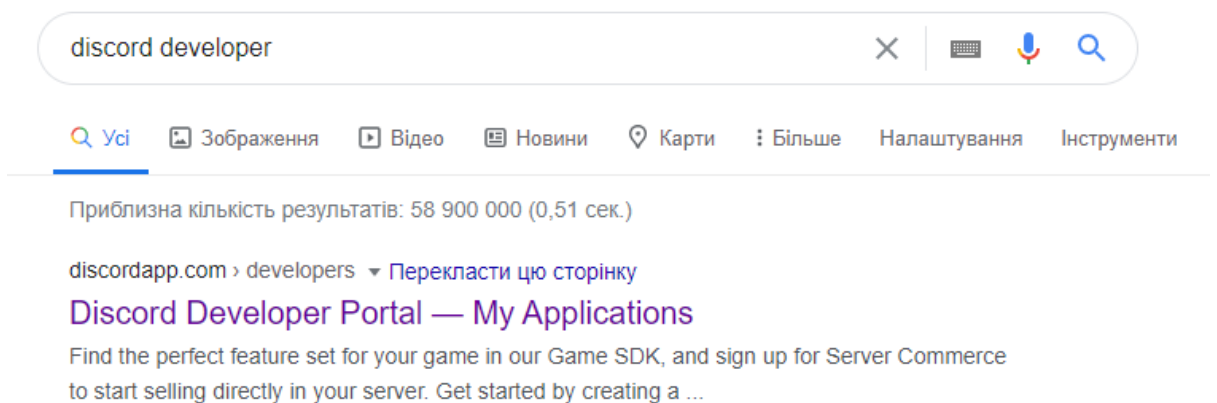 discord developer
Усі Зображення Відео Новини Карти Більше Налаштування Інструменти
Приблизна кількість результатів: 58 900 000 (0,51 сек.)
discordapp.com › developers Перекласти цю сторінку
Discord Developer Portal — My Applications
Find the perfect feature set for your game in our Game SDK, and sign up for Server Commerce
to start selling directly in your server. Get started by creating a ...